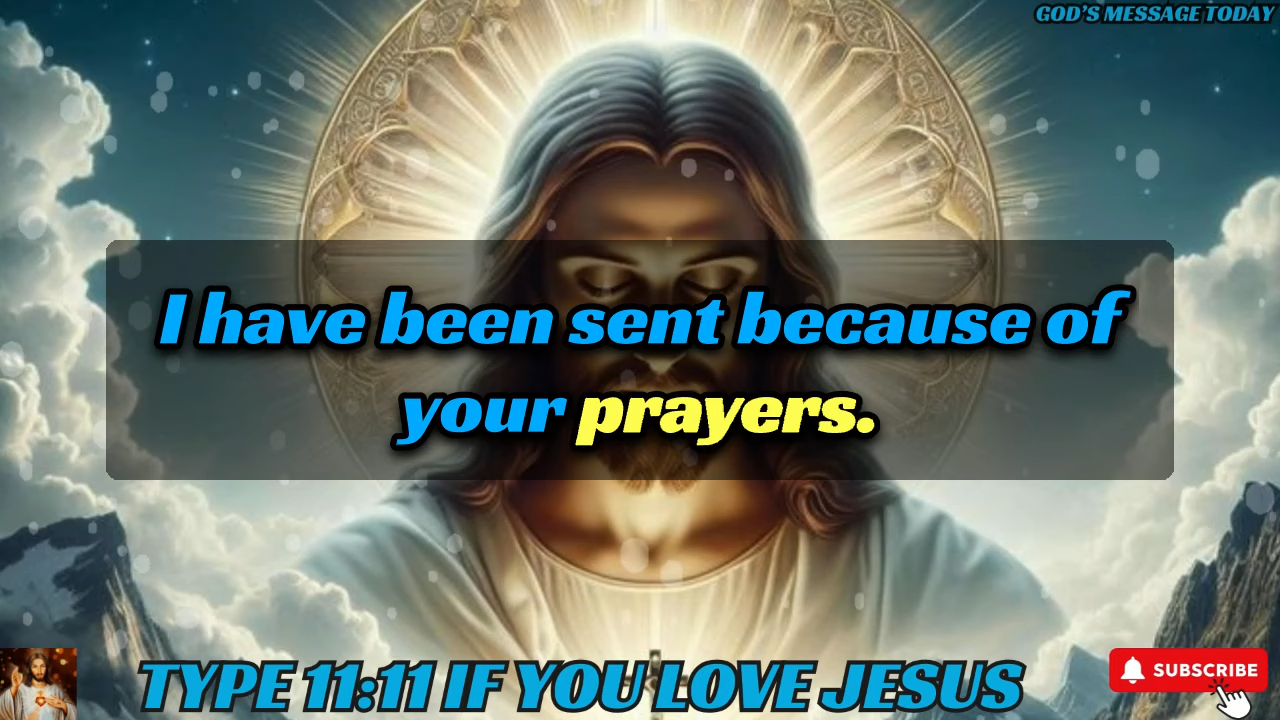 GOD'S MESSAGE TODAY
I have been sent because of
your prayers.
TYPE 11:11 IF YOU LOVE JESUS
SUBSCRIBE